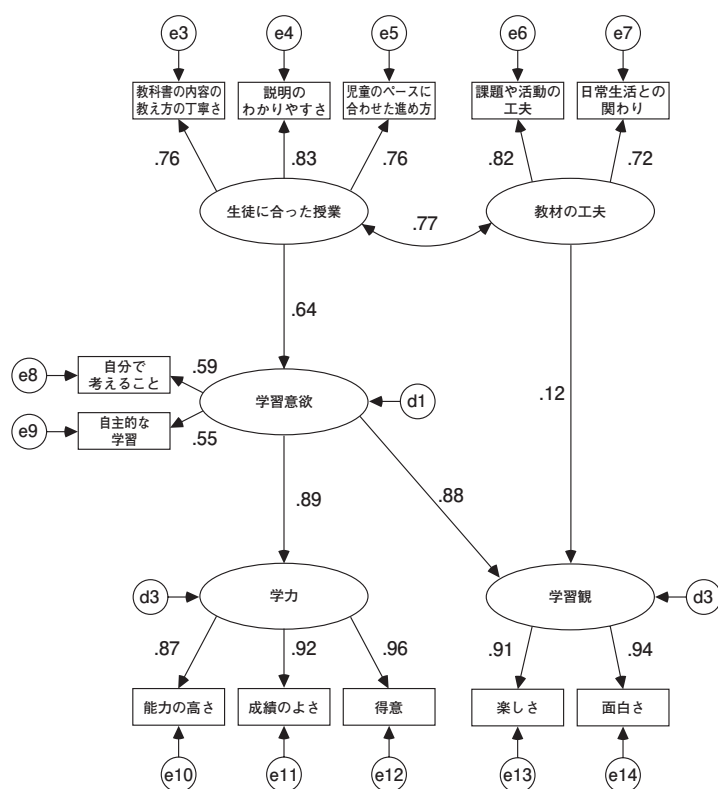 e3
e4
e5
e6
e7
教科書の内容の
教え方の丁寧さ
説明の
わかりやすさ
児童のペースに
合わせた進め方
課題や活動の
工夫
日常生活との
関わり
.76
.83
.76
.82
.72
生徒に合った授業
教材の工夫
.77
.64
.12
e8
自分で
考えること
.59
e9
自主的な
学習
.55
学習意欲
d1
.89
.88
d3
学力
学習観
d3
.87
.92
.96
.91
.94
能力の高さ
成績のよさ
得意
楽しさ
面白さ
e10
e11
e12
e13
e14